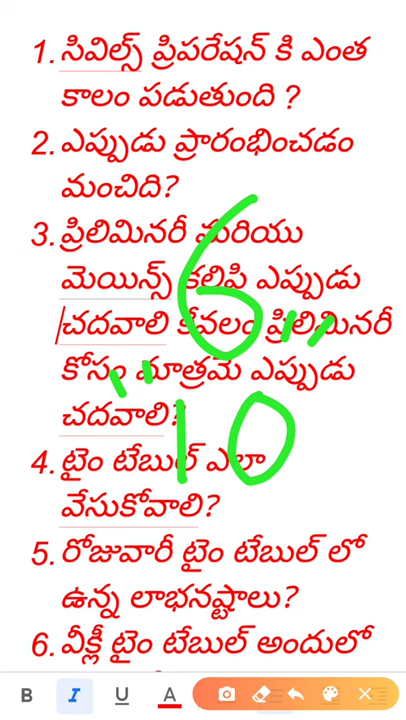 1. సివిల్స్ ప్రిపరేషన్ కి ఎంత
కాలం పడుతుంది ?
2. ఎప్పుడు ప్రారంభించడం
మంచిది?
3. ప్రిలిమినరీ మరియు
మెయిన్స్ కలిపి ఎప్పుడు
చదవాలి కేవలం ప్రిలిమినరీ
కోసం మాత్రమే ఎప్పుడు
చదవాలి?
6"
" 10
4. టైం టేబుల్ ఎలా
వేసుకోవాలి?
5. రోజువారీ టైం టేబుల్ లో
ఉన్న లాభనష్టాలు?
6. వీక్లీ టైం టేబుల్ అందులో
B I U A